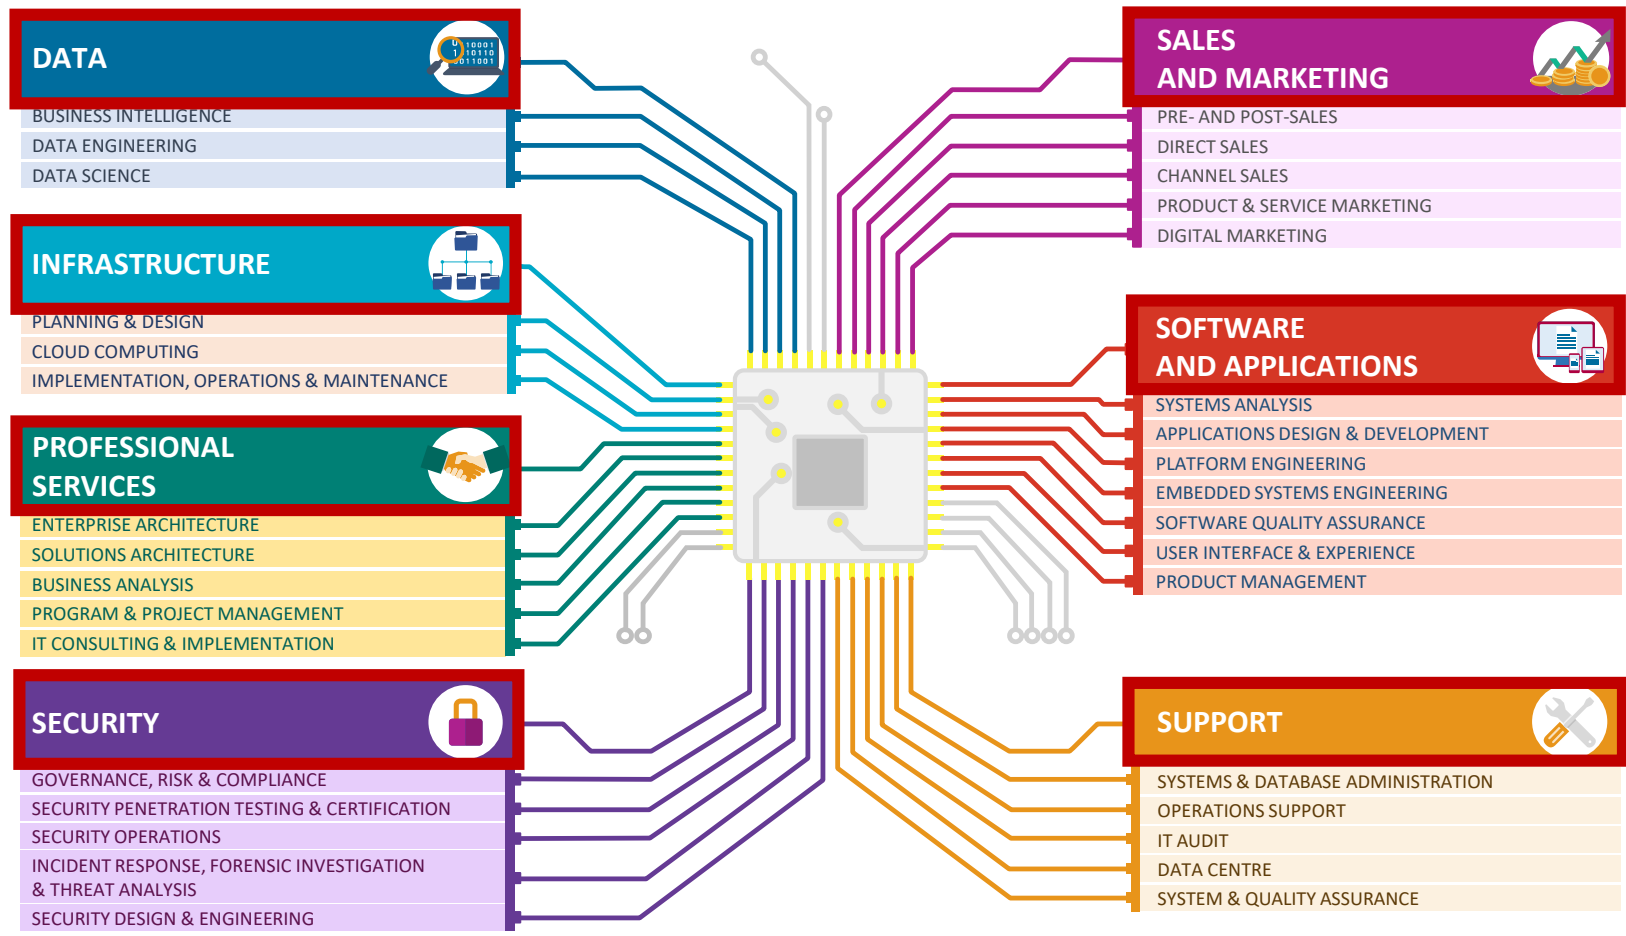 DATA
BUSINESS INTELLIGENCE
DATA ENGINEERING
DATA SCIENCE
INFRASTRUCTURE
PLANNING & DESIGN
CLOUD COMPUTING
IMPLEMENTATION, OPERATIONS & MAINTENANCE
PROFESSIONAL
SERVICES
ENTERPRISE ARCHITECTURE
SOLUTIONS ARCHITECTURE
BUSINESS ANALYSIS
PROGRAM & PROJECT MANAGEMENT
IT CONSULTING & IMPLEMENTATION
SECURITY
GOVERNANCE, RISK & COMPLIANCE
SECURITY PENETRATION TESTING & CERTIFICATION
SECURITY OPERATIONS
INCIDENT RESPONSE, FORENSIC INVESTIGATION
& THREAT ANALYSIS
SECURITY DESIGN & ENGINEERING
SALES
AND MARKETING
PRE- AND POST-SALES
DIRECT SALES
CHANNEL SALES
PRODUCT & SERVICE MARKETING
DIGITAL MARKETING
SOFTWARE
AND APPLICATIONS
SYSTEMS ANALYSIS
APPLICATIONS DESIGN & DEVELOPMENT
PLATFORM ENGINEERING
EMBEDDED SYSTEMS ENGINEERING
SOFTWARE QUALITY ASSURANCE
USER INTERFACE & EXPERIENCE
PRODUCT MANAGEMENT
SUPPORT
SYSTEMS & DATABASE ADMINISTRATION
OPERATIONS SUPPORT
IT AUDIT
DATA CENTRE
SYSTEM & QUALITY ASSURANCE